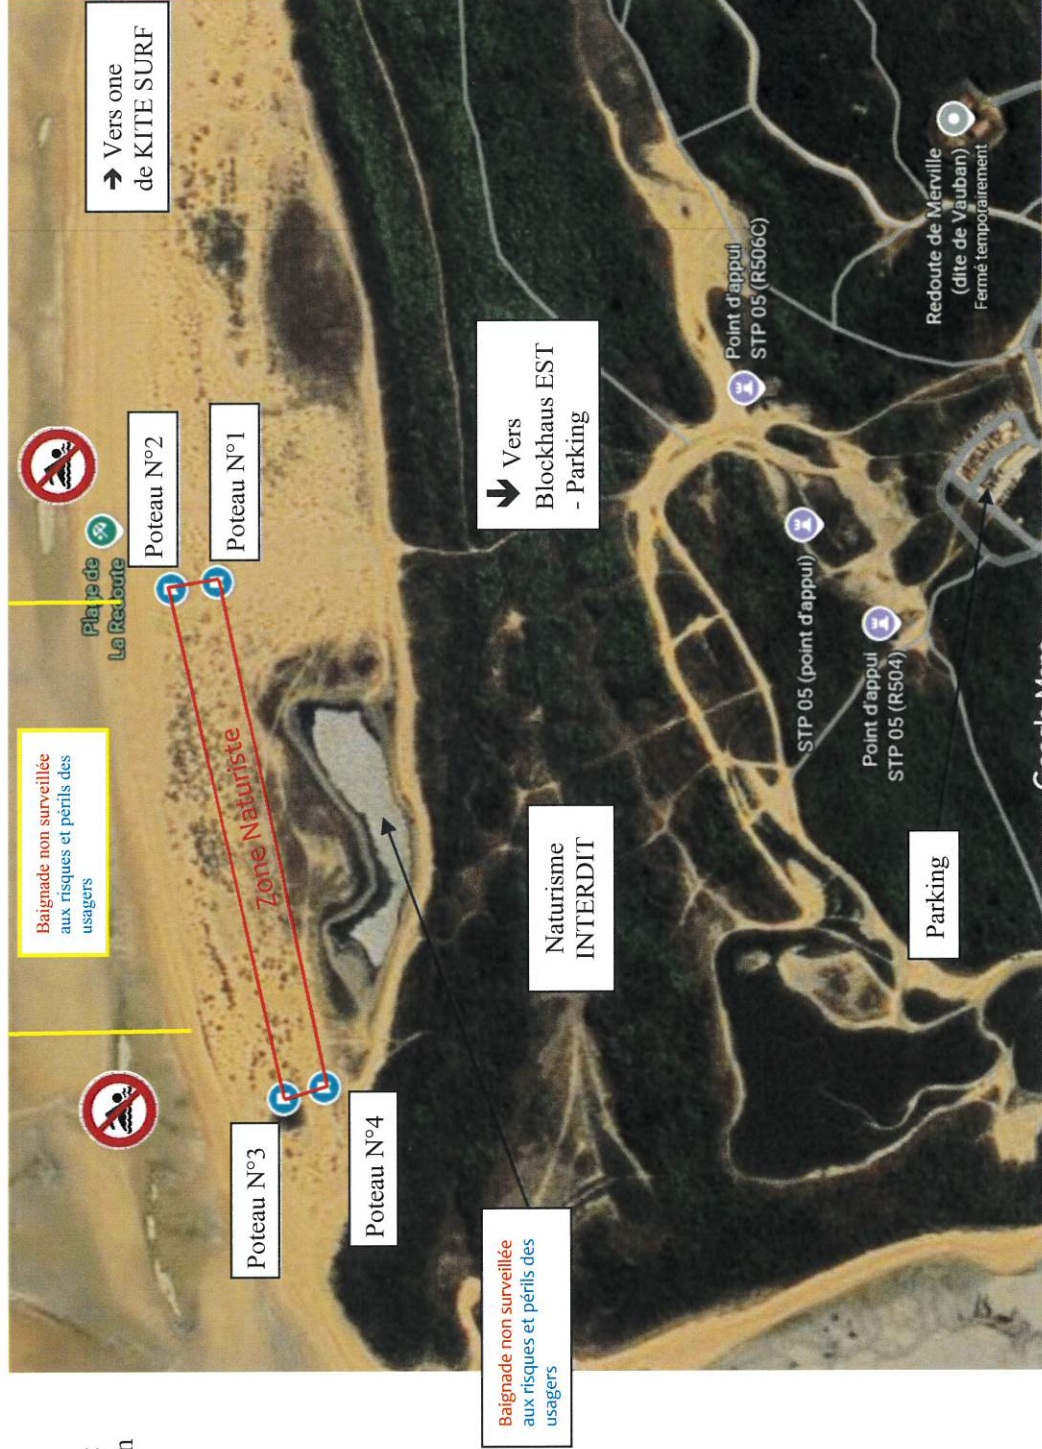 Baignade non surveillée
aux risques et périls des
usagers
Plage de
La Redoute
→ Vers one
de KITE SURF
Poteau N°2
Poteau N°1
Poteau N°3
Poteau N°4
Zone Naturiste
Baignade non surveillée
aux risques et périls des
usagers
Naturisme
INTERDIT
← Vers
Blockhaus EST
- Parking
Point d'appui
STP 05 (R506C)
STP 05 (point d'appui)
Point d'appui
STP 05 (R504)
Redoute de Merville
(dite de Vauban)
Fermé temporairement
Parking